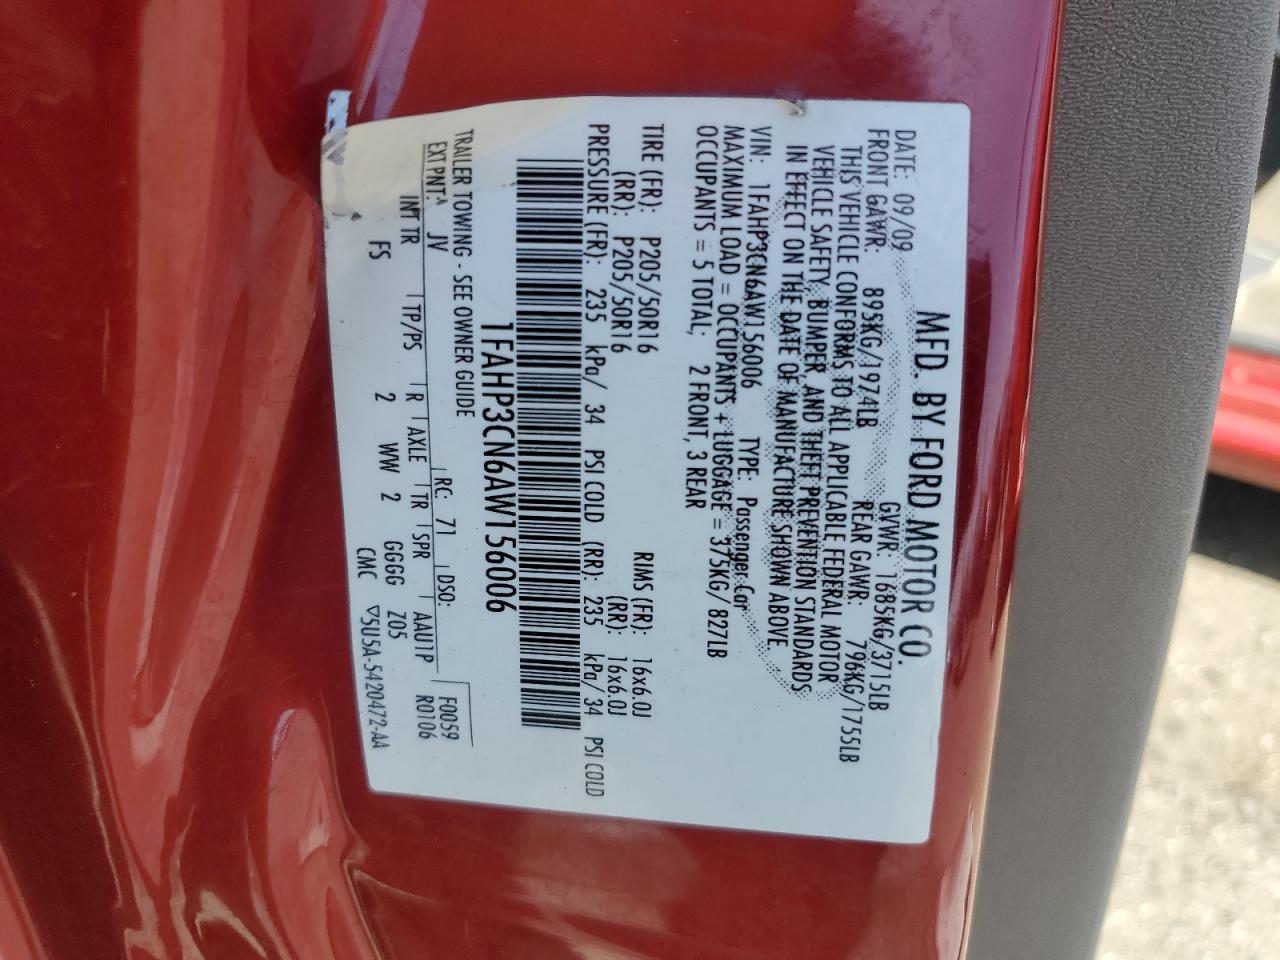 MFD. BY FORD MOTOR CO.
DATE: 09/09 GVWR: 1685KG/3715LB
FRONT GAWR: 895KG/1974LB REAR GAWR: 796KG/1755LB
THIS VEHICLE CONFORMS TO ALL APPLICABLE FEDERAL MOTOR
VEHICLE SAFETY, BUMPER, AND THEFT PREVENTION STANDARDS
IN EFFECT ON THE DATE OF MANUFACTURE SHOWN ABOVE.
VIN: 1FAHP3CN6AW156006 TYPE: Passenger Car
MAXIMUM LOAD = OCCUPANTS + LUGGAGE = 375KG/ 827LB
OCCUPANTS = 5 TOTAL; 2 FRONT, 3 REAR
TIRE (FR): P205/50R16 RIMS (FR): 16x6.0J
(RR): P205/50R16 (RR): 16x6.0J
PRESSURE (FR): 235 kPa/ 34 PSI COLD (RR): 235 kPa/ 34 PSI COLD
1FAHP3CN6AW156006
TRAILER TOWING - SEE OWNER GUIDE
EXT PNT: JV RC: 71 DSO: F0059
INT TR TP/PS R AXLE TR SPR AAU1P R0106
FS 2 WW 2 GGGG Z05
CMC ▽5U5A-5420472-AA